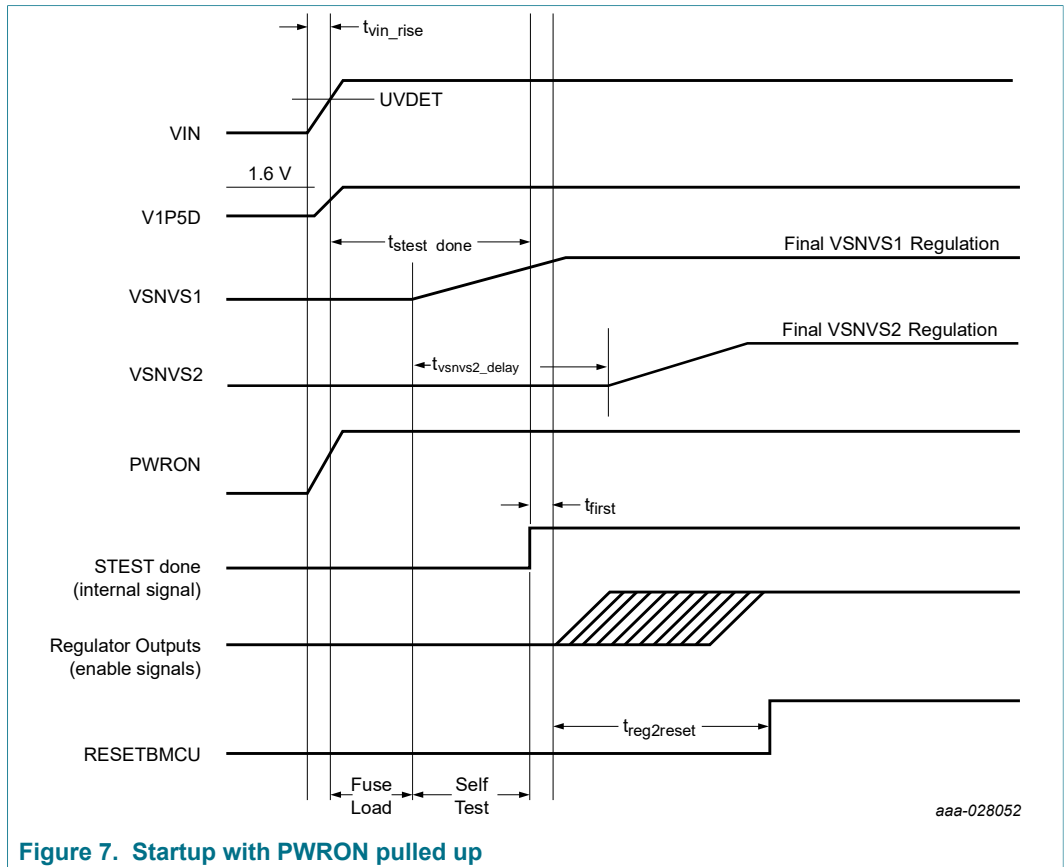 tvin_rise
UVDET
VIN
1.6 V
V1P5D
tstest done
Final VSNVS1 Regulation
VSNVS1
Final VSNVS2 Regulation
tvsnvs2_delay
VSNVS2
PWRON
tfirst
STEST done
(internal signal)
Regulator Outputs
(enable signals)
treg2reset
RESETBMCU
Fuse
Load
Self
Test
aaa-028052
Figure 7. Startup with PWRON pulled up